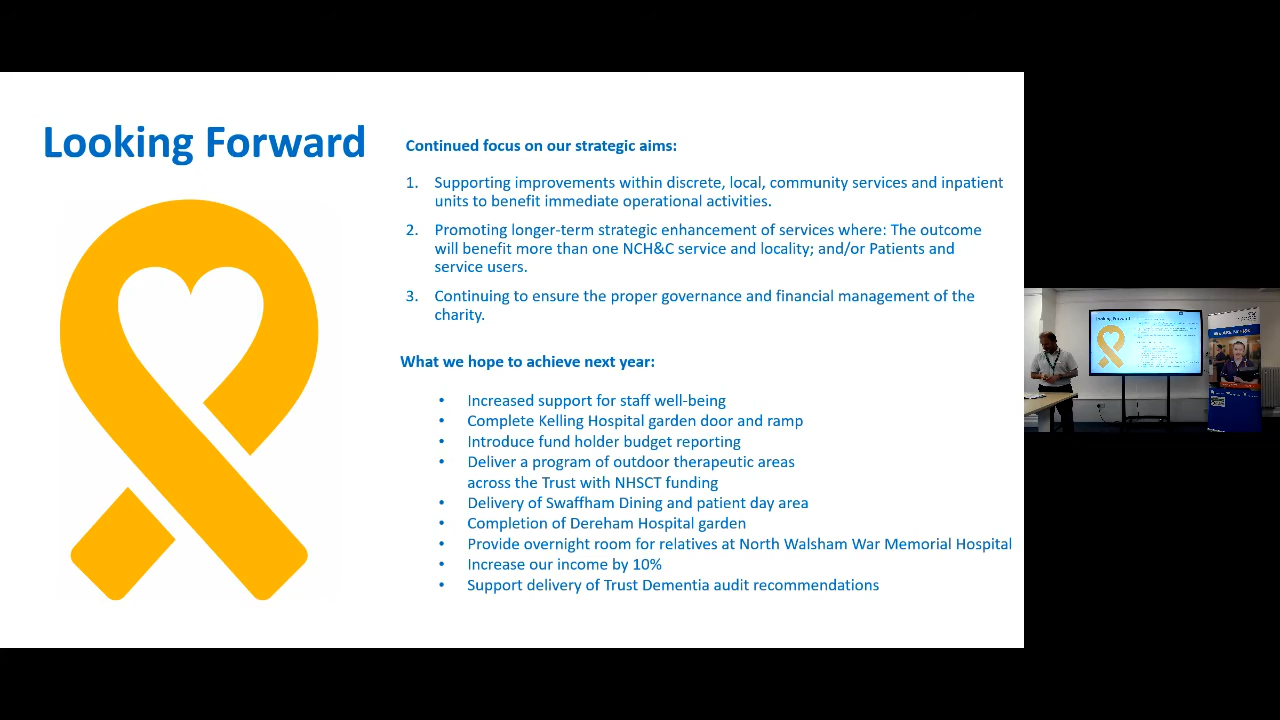 Looking Forward
Continued focus on our strategic aims:
1. Supporting improvements within discrete, local, community services and inpatient
units to benefit immediate operational activities.
2. Promoting longer-term strategic enhancement of services where: The outcome
will benefit more than one NCH&C service and locality; and/or Patients and
service users.
3. Continuing to ensure the proper governance and financial management of the
charity.
What we hope to achieve next year:
• Increased support for staff well-being
• Complete Kelling Hospital garden door and ramp
• Introduce fund holder budget reporting
• Deliver a program of outdoor therapeutic areas
across the Trust with NHSCT funding
• Delivery of Swaffham Dining and patient day area
• Completion of Dereham Hospital garden
• Provide overnight room for relatives at North Walsham War Memorial Hospital
• Increase our income by 10%
• Support delivery of Trust Dementia audit recommendations
Looking Forward